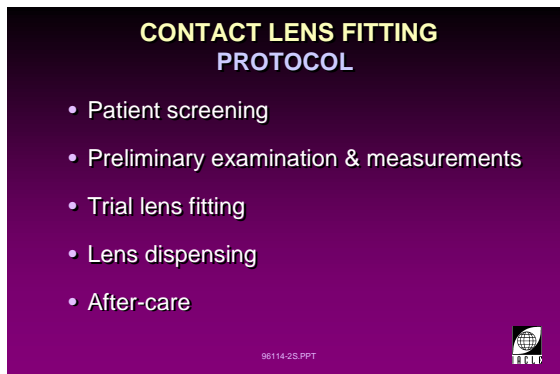 CONTACT LENS FITTING
PROTOCOL
• Patient screening
• Preliminary examination & measurements
• Trial lens fitting
• Lens dispensing
• After-care
96114-2S.PPT
IACLE